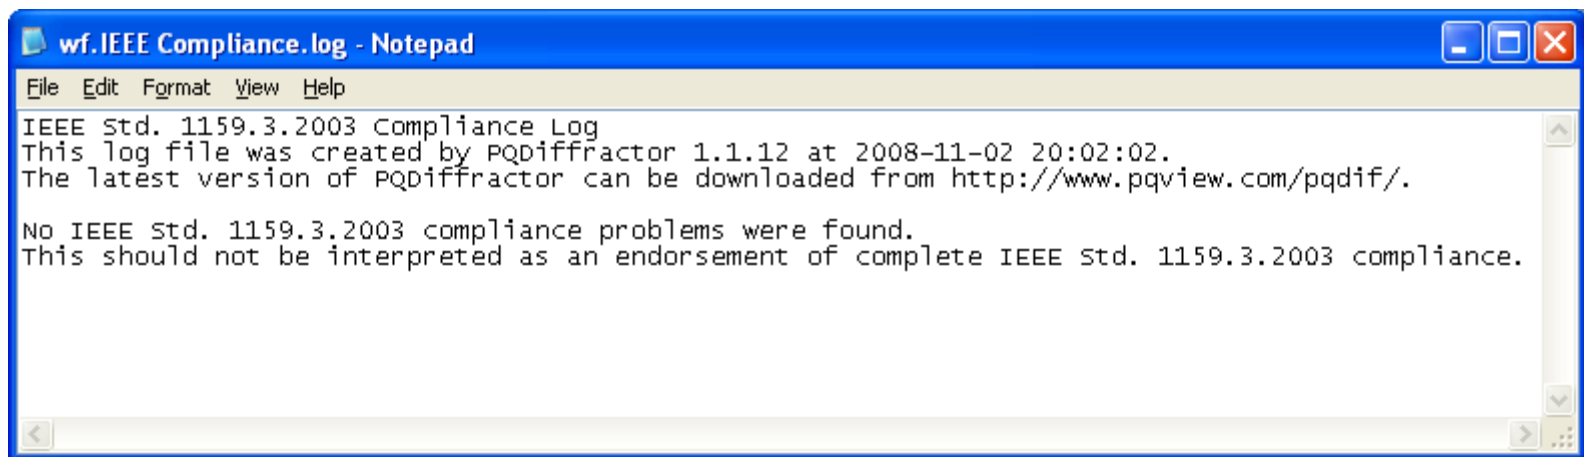 wf.IEEE Compliance.log - Notepad
File Edit Format View Help
IEEE Std. 1159.3.2003 Compliance Log
This log file was created by PQDiffractor 1.1.12 at 2008-11-02 20:02:02.
The latest version of PQDiffractor can be downloaded from http://www.pqview.com/pqdif/.
No IEEE Std. 1159.3.2003 compliance problems were found.
This should not be interpreted as an endorsement of complete IEEE Std. 1159.3.2003 compliance.